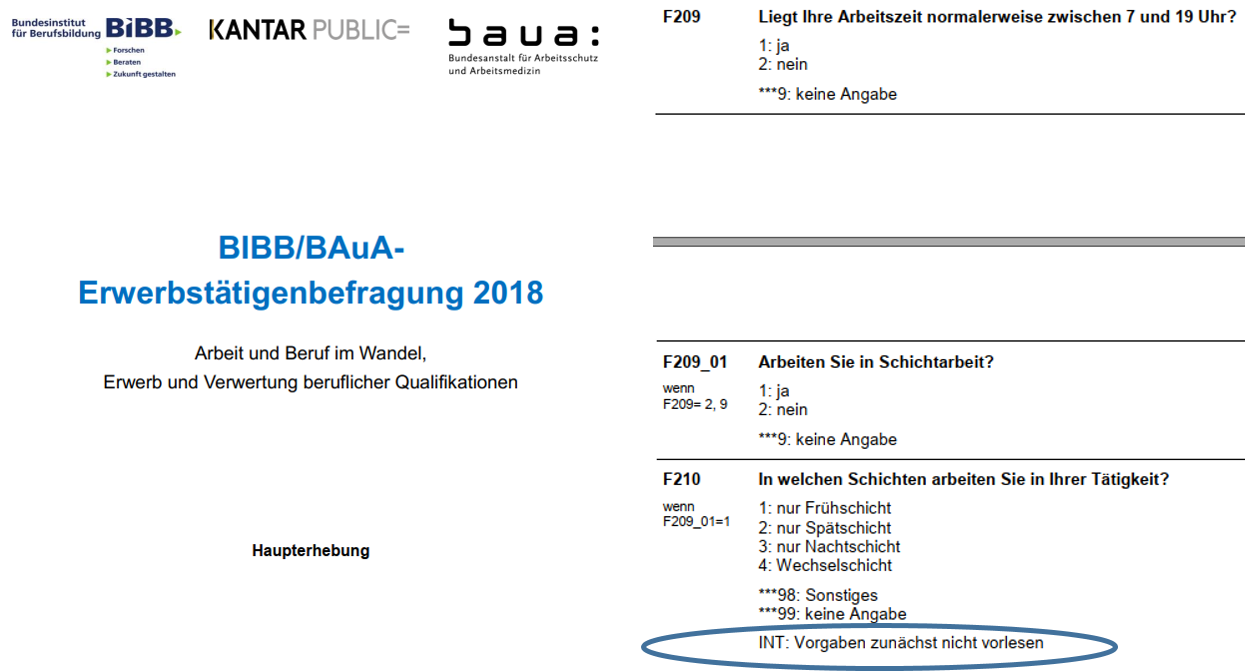 Bundesinstitut
für Berufsbildung
BiBB
Forschen
Beraten
Zukunft gestalten
KANTAR PUBLIC=
baua:
Bundesanstalt für Arbeitsschutz
und Arbeitsmedizin
BIBB/BAuA-
Erwerbstätigenbefragung 2018
Arbeit und Beruf im Wandel,
Erwerb und Verwertung beruflicher Qualifikationen
Haupterhebung
F209 Liegt Ihre Arbeitszeit normalerweise zwischen 7 und 19 Uhr?
1: ja
2: nein
***9: keine Angabe
F209_01 Arbeiten Sie in Schichtarbeit?
wenn
F209= 2, 9
1: ja
2: nein
***9: keine Angabe
F210 In welchen Schichten arbeiten Sie in Ihrer Tätigkeit?
wenn
F209_01=1
1: nur Frühschicht
2: nur Spätschicht
3: nur Nachtschicht
4: Wechselschicht
***98: Sonstiges
***99: keine Angabe
INT: Vorgaben zunächst nicht vorlesen